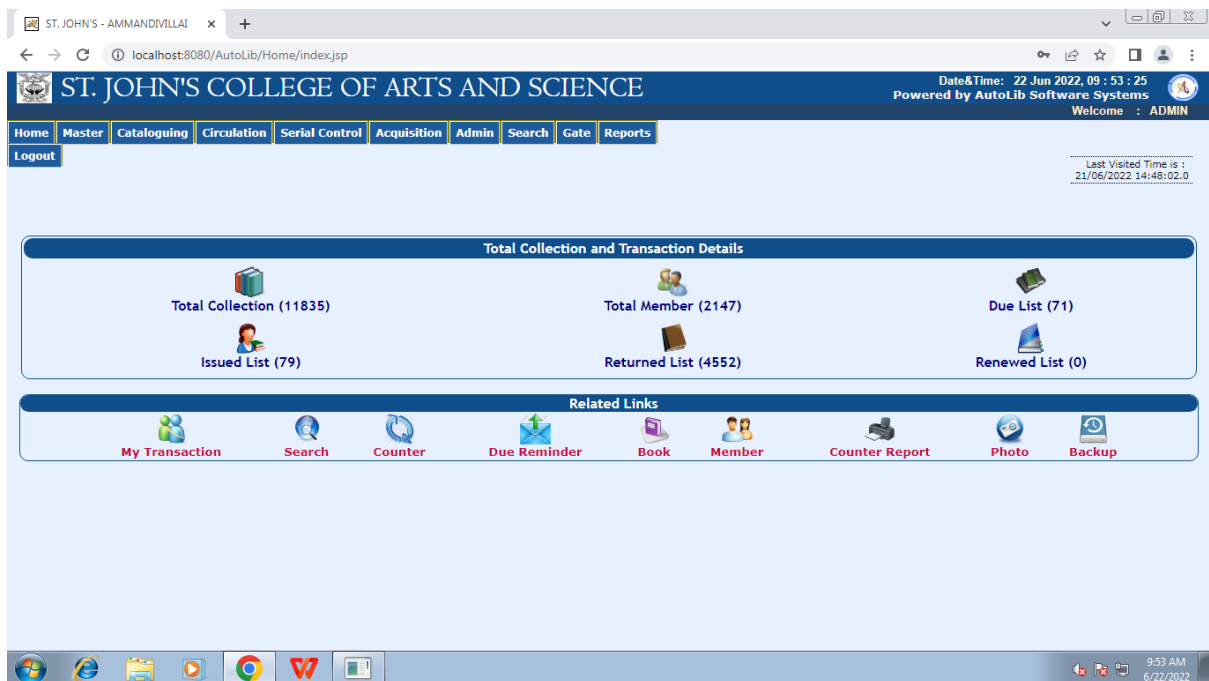 ST. JOHN'S - AMMANDIVILLAI
localhost:8080/AutoLib/Home/index.jsp
ST. JOHN'S COLLEGE OF ARTS AND SCIENCE
Date&Time: 22 Jun 2022, 09 : 53 : 25
Powered by AutoLib Software Systems
Welcome : ADMIN
Home Master Cataloguing Circulation Serial Control Acquisition Admin Search Gate Reports
Logout
Last Visited Time is :
21/06/2022 14:48:02.0
Total Collection and Transaction Details
Total Collection (11835) Total Member (2147) Due List (71)
Issued List (79) Returned List (4552) Renewed List (0)
Related Links
My Transaction Search Counter Due Reminder Book Member Counter Report Photo Backup
9:53 AM
6/22/2022